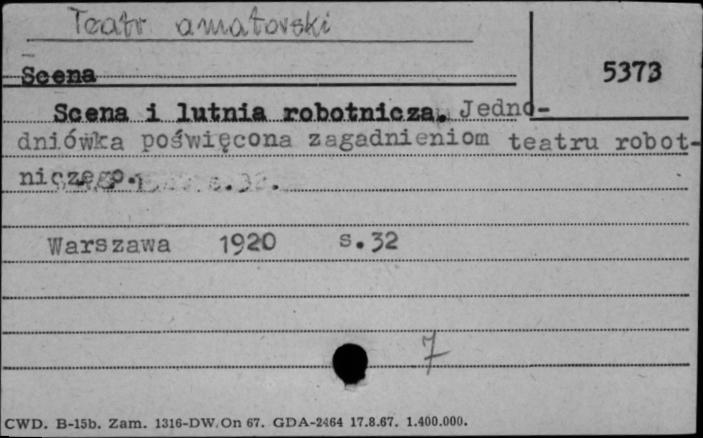 Teatr amatorski
Scena
5373
Scena i lutnia robotnicza. Jedno-
dniówka poświęcona zagadnieniom teatru robot-
niczego.
Warszawa 1920 s.32
7
CWD. B-15b. Zam. 1316-DW. On 67. GDA-2464 17.8.67. 1.400.000.